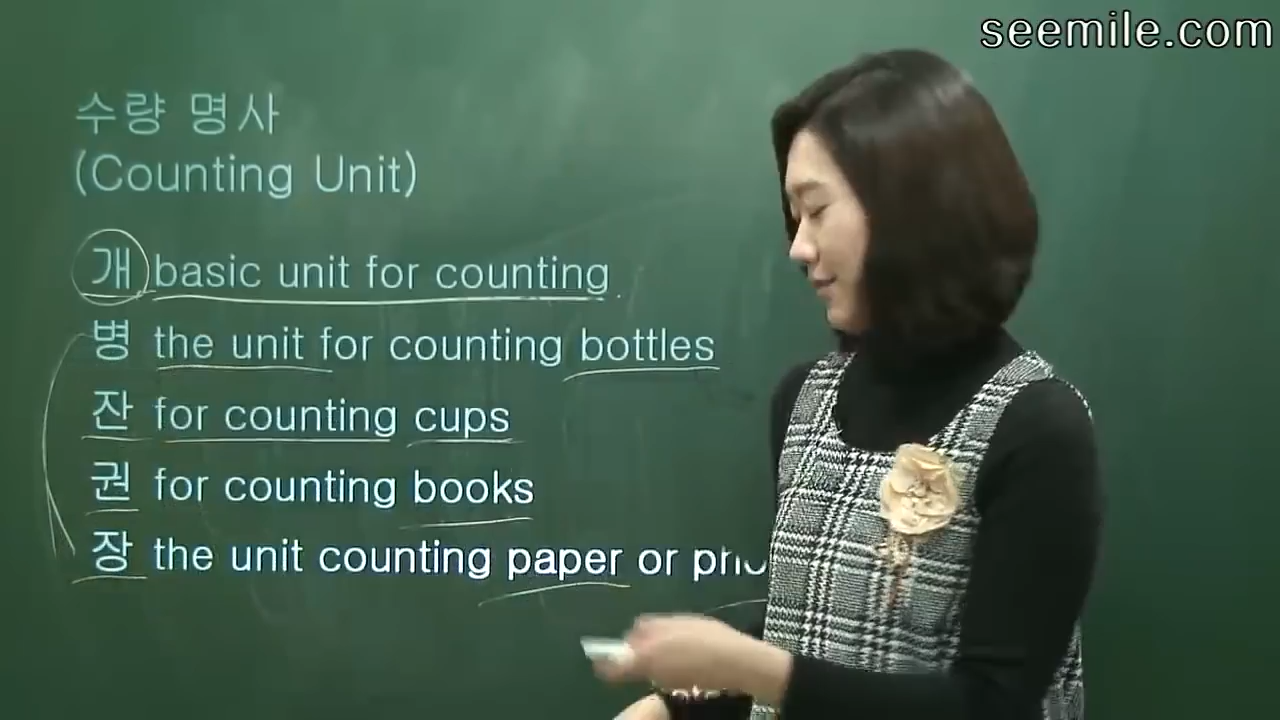 seemile.com
수량 명사
(Counting Unit)
개 basic unit for counting
병 the unit for counting bottles
잔 for counting cups
권 for counting books
장 the unit counting paper or